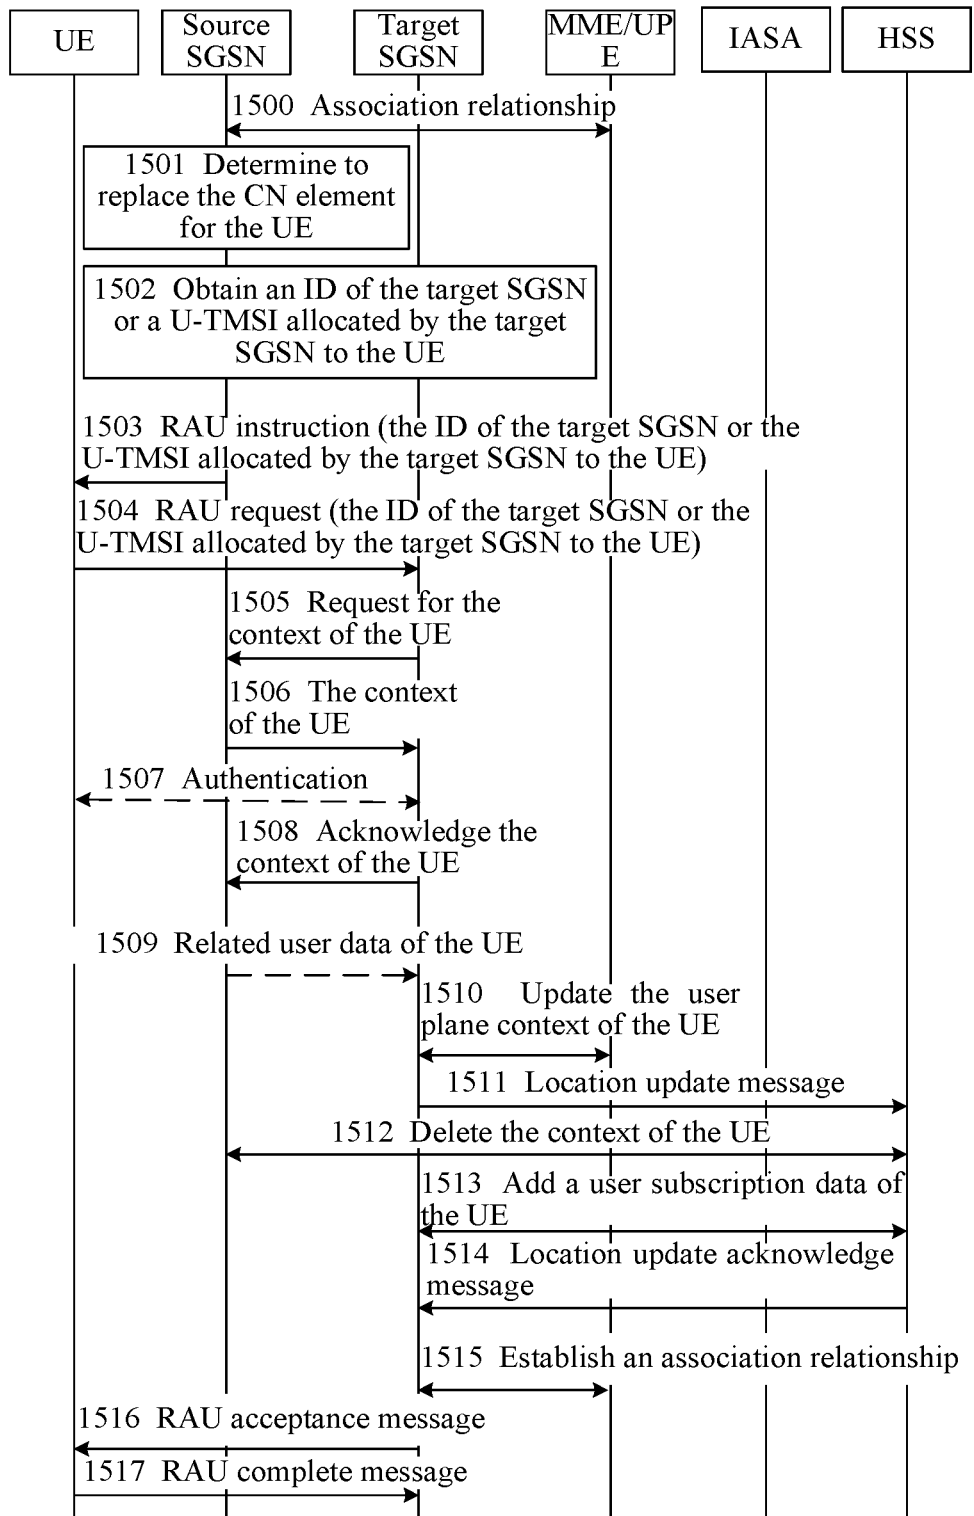 UE
Source
SGSN
Target
SGSN
MME/UP
E
IASA
HSS
1500 Association relationship
1501 Determine to
replace the CN element
for the UE
1502 Obtain an ID of the target SGSN
or a U-TMSI allocated by the target
SGSN to the UE
1503 RAU instruction (the ID of the target SGSN or the
U-TMSI allocated by the target SGSN to the UE)
1504 RAU request (the ID of the target SGSN or the
U-TMSI allocated by the target SGSN to the UE)
1505 Request for the
context of the UE
1506 The context
of the UE
1507 Authentication
1508 Acknowledge the
context of the UE
1509 Related user data of the UE
1510 Update the user
plane context of the UE
1511 Location update message
1512 Delete the context of the UE
1513 Add a user subscription data of
the UE
1514 Location update acknowledge
message
1515 Establish an association relationship
1516 RAU acceptance message
1517 RAU complete message